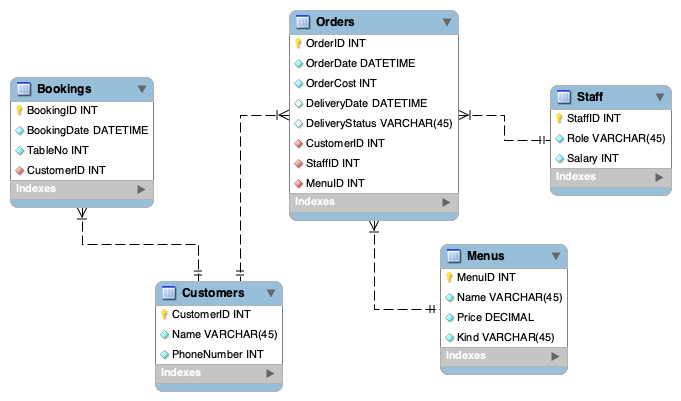 Orders
OrderID INT
OrderDate DATETIME
OrderCost INT
DeliveryDate DATETIME
DeliveryStatus VARCHAR(45)
CustomerID INT
StaffID INT
MenuID INT
Indexes
Bookings
BookingID INT
BookingDate DATETIME
TableNo INT
CustomerID INT
Indexes
Staff
StaffID INT
Role VARCHAR(45)
Salary INT
Indexes
Customers
CustomerID INT
Name VARCHAR(45)
PhoneNumber INT
Indexes
Menus
MenuID INT
Name VARCHAR(45)
Price DECIMAL
Kind VARCHAR(45)
Indexes